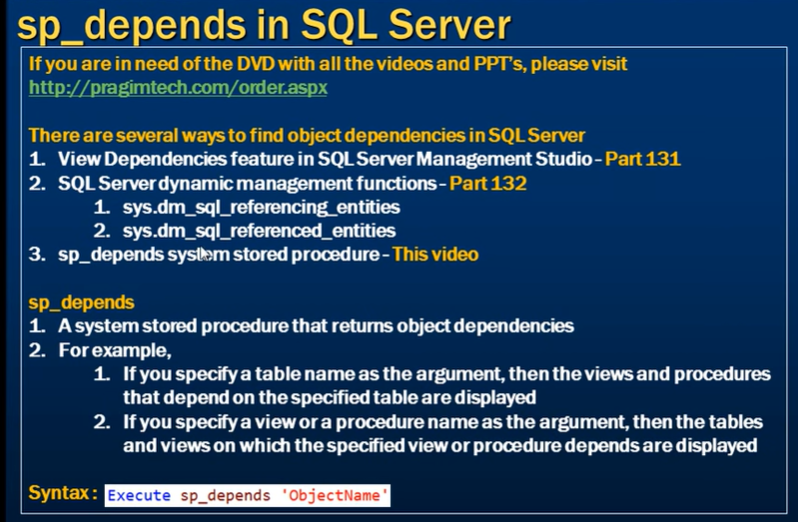 sp_depends in SQL Server
If you are in need of the DVD with all the videos and PPT's, please visit
http://pragimtech.com/order.aspx
There are several ways to find object dependencies in SQL Server
1. View Dependencies feature in SQL Server Management Studio - Part 131
2. SQL Server dynamic management functions - Part 132
1. sys.dm_sql_referencing_entities
2. sys.dm_sql_referenced_entities
3. sp_depends system stored procedure - This video
sp_depends
1. A system stored procedure that returns object dependencies
2. For example,
1. If you specify a table name as the argument, then the views and procedures
that depend on the specified table are displayed
2. If you specify a view or a procedure name as the argument, then the tables
and views on which the specified view or procedure depends are displayed
Syntax : Execute sp_depends 'ObjectName'